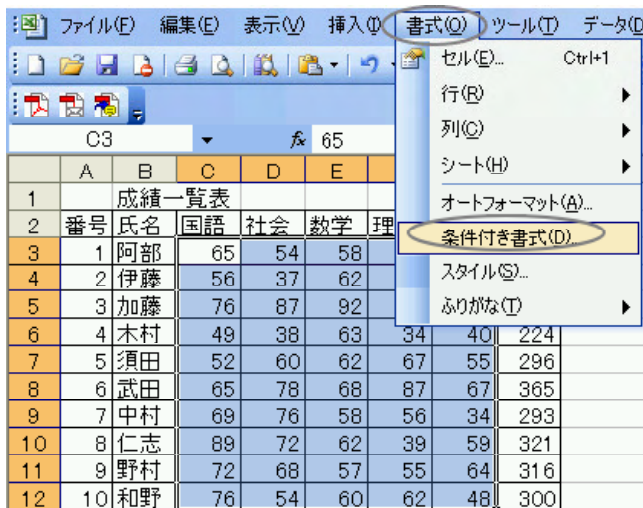 ファイル(F) 編集(E) 表示(V) 挿入(I) 書式(O) ツール(T) データ(D
セル(E)... Ctrl+1
行(R)
列(C)
シート(H)
オートフォーマット(A)...
条件付き書式(D)...
スタイル(S)...
ふりがな(T)
C3 fx 65
A B C D E
1 成績一覧表
2 番号 氏名 国語 社会 数学 理
3 1 阿部 65 54 58
4 2 伊藤 56 37 62
5 3 加藤 76 87 92
6 4 木村 49 38 63 34 40 224
7 5 須田 52 60 62 67 55 296
8 6 武田 65 78 68 87 67 365
9 7 中村 69 76 58 56 34 293
10 8 仁志 89 72 62 39 59 321
11 9 野村 72 68 57 55 64 316
12 10 和野 76 54 60 62 48 300